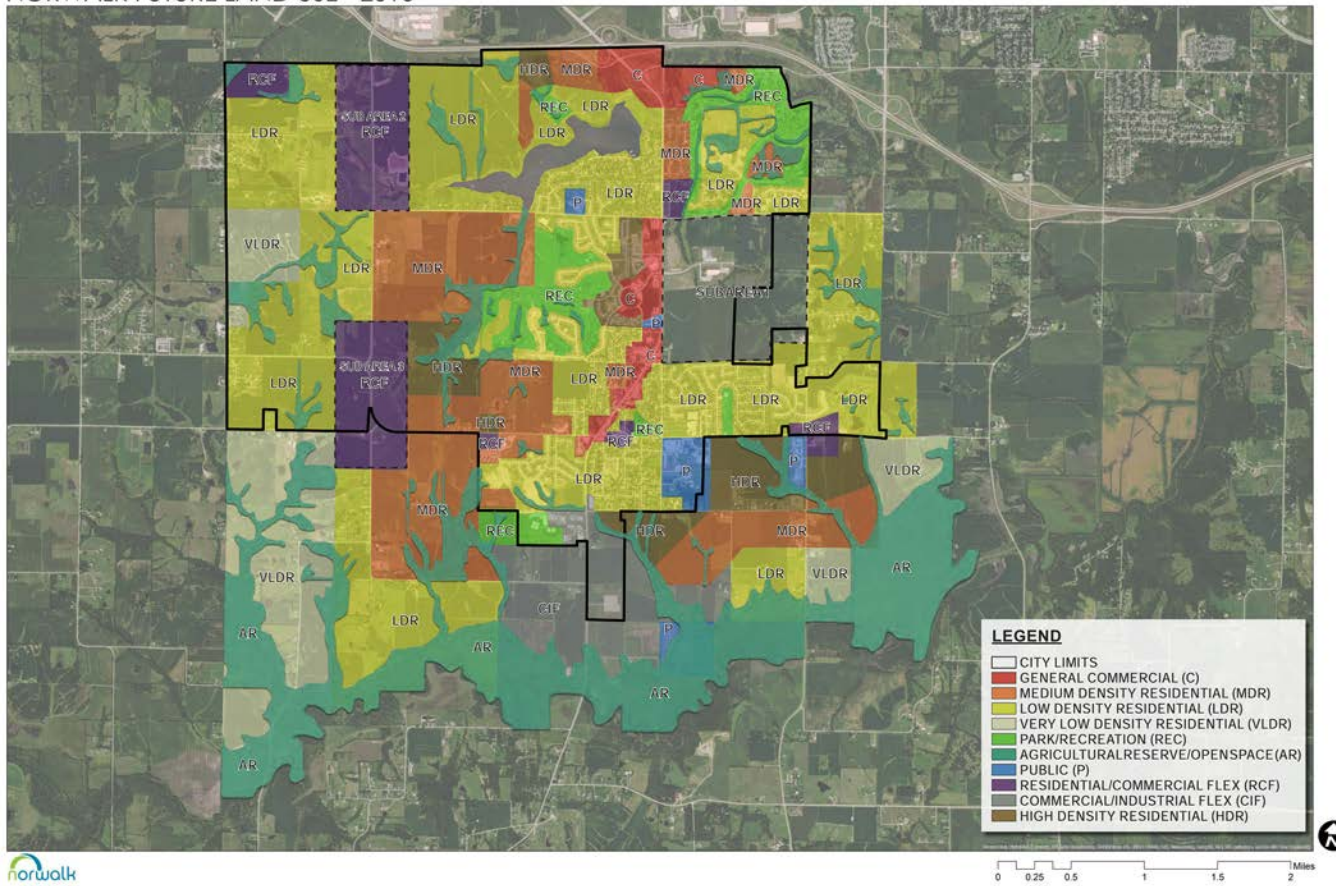 RCF
SUBAREA 2
RCF
LDR
LDR
HDR
MDR
C
C
MDR
REC
REC
LDR
LDR
LDR
MDR
MDR
LDR
RCF
MDR
LDR
P
VLDR
LDR
MDR
REC
C
P
SUBAREA 1
LDR
SUBAREA 3
RCF
LDR
HDR
MDR
LDR
MDR
C
LDR
LDR
LDR
HDR
RCF
RCF
REC
RCF
LDR
P
HDR
P
VLDR
MDR
REC
HDR
MDR
VLDR
LDR
CIF
LDR
VLDR
AR
AR
AR
P
AR
AR
LEGEND
CITY LIMITS
GENERAL COMMERCIAL (C)
MEDIUM DENSITY RESIDENTIAL (MDR)
LOW DENSITY RESIDENTIAL (LDR)
VERY LOW DENSITY RESIDENTIAL (VLDR)
PARK/RECREATION (REC)
AGRICULTURALRESERVE/OPENSPACE(AR)
PUBLIC (P)
RESIDENTIAL/COMMERCIAL FLEX (RCF)
COMMERCIAL/INDUSTRIAL FLEX (CIF)
HIGH DENSITY RESIDENTIAL (HDR)
norwalk
Miles
0 0.25 0.5 1 1.5 2